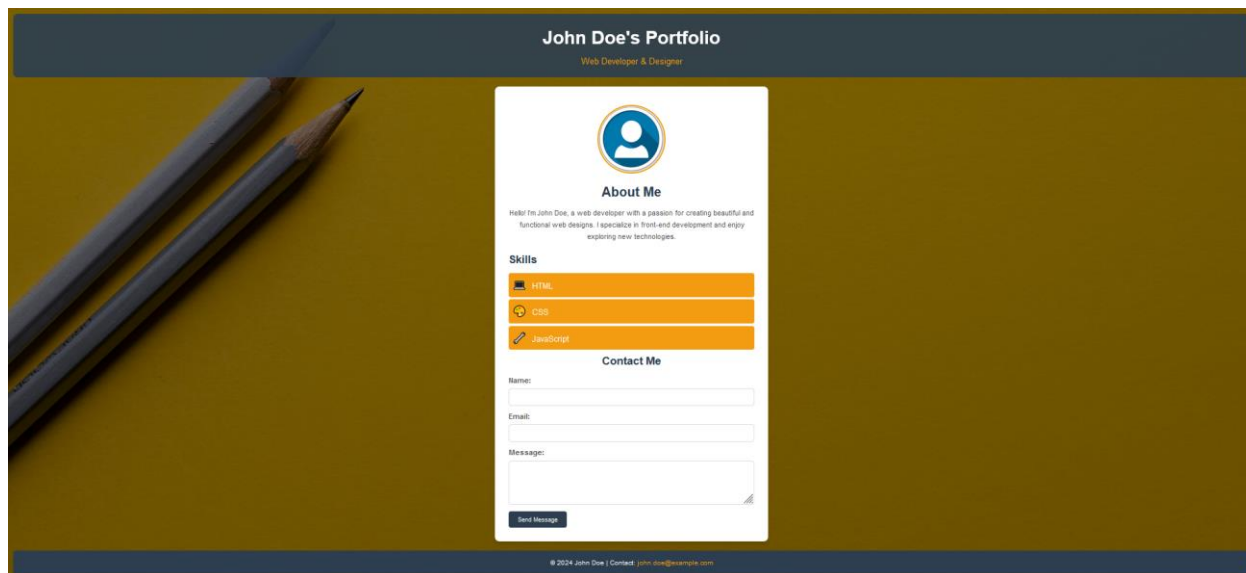 John Doe's Portfolio
Web Developer & Designer
About Me
Hello! I'm John Doe, a web developer with a passion for creating beautiful and
functional web designs. I specialize in front-end development and enjoy
exploring new technologies.
Skills
HTML
CSS
JavaScript
Contact Me
Name:
Email:
Message:
Send Message
© 2024 John Doe | Contact: john.doe@example.com